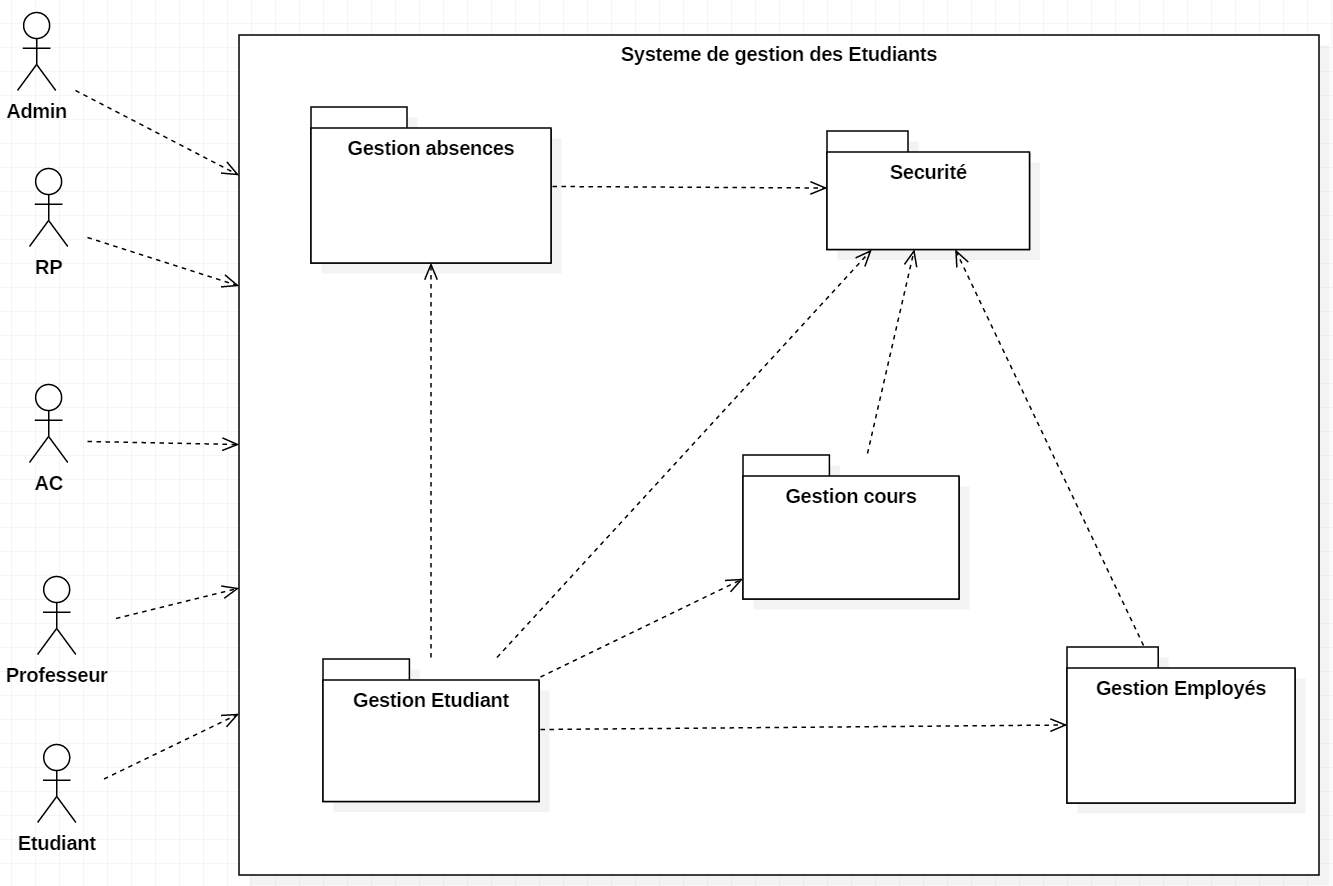 Systeme de gestion des Etudiants
Admin
Gestion absences
Securité
RP
AC
Gestion cours
Professeur
Gestion Etudiant
Gestion Employés
Etudiant